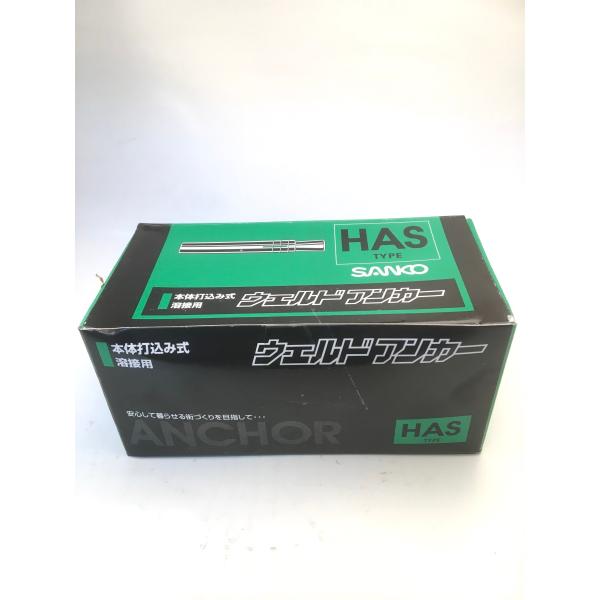 HAS
TYPE
SANKO
本体打込み式
溶接用
ウエルドアンカー
本体打込み式
溶接用
ウエルドアンカー
安心して暮らせる街づくりを目指して・・・
ANCHOR
HAS
TYPE